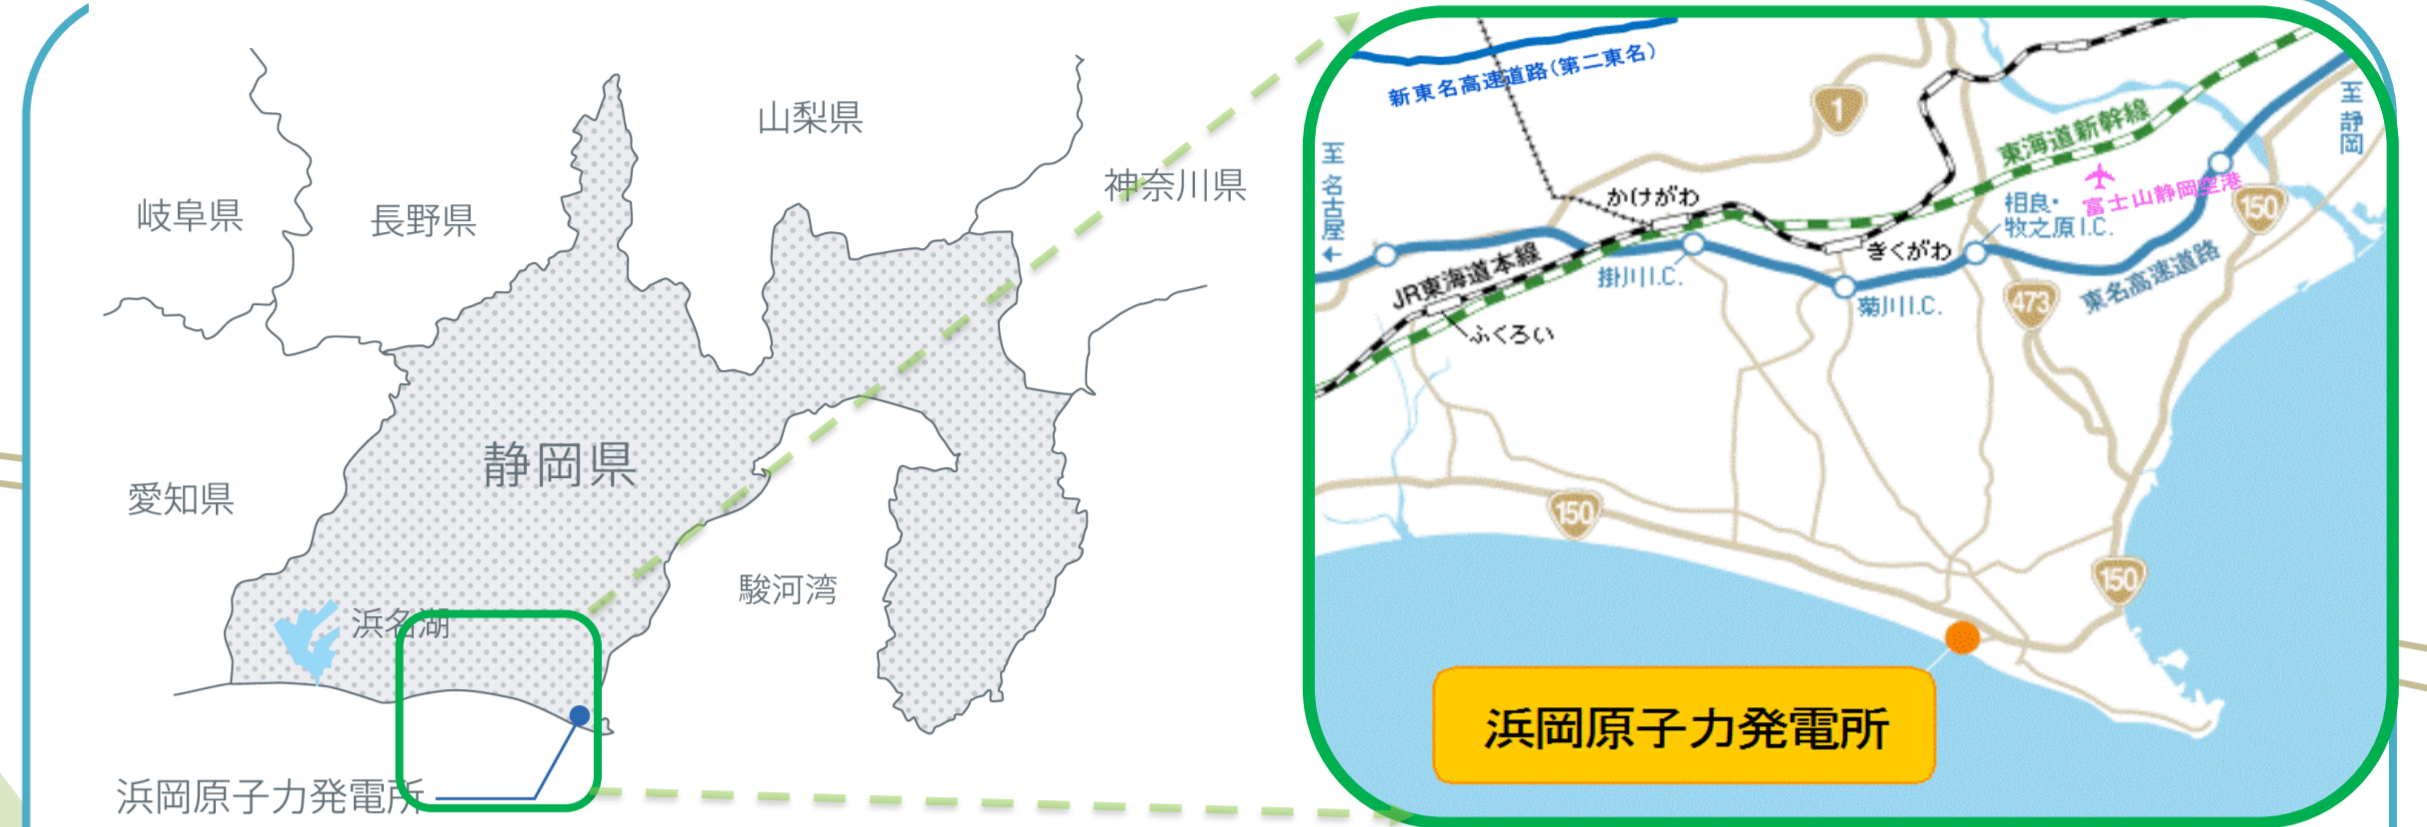 山梨県
神奈川県
岐阜県
長野県
静岡県
愛知県
駿河湾
浜名湖
浜岡原子力発電所
新東名高速道路(第二東名)
1
至静岡
東海道新幹線
至名古屋←
かけがわ
富士山静岡空港
相良・
牧之原I.C.
150
きくがわ
JR東海道本線
掛川I.C.
東名高速道路
473
菊川I.C.
ふくろい
150
150
浜岡原子力発電所